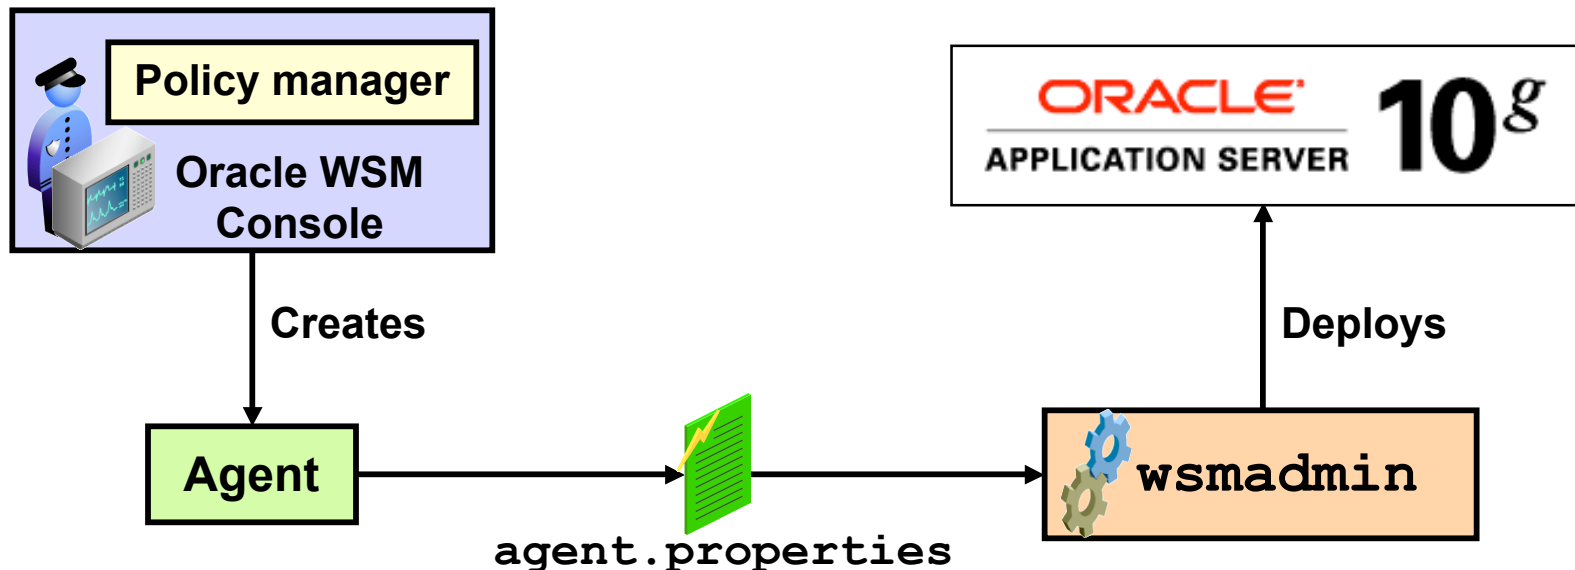 Policy manager
Oracle WSM
Console
ORACLE
APPLICATION SERVER
10g
Creates
Deploys
Agent
wsmadmin
agent.properties